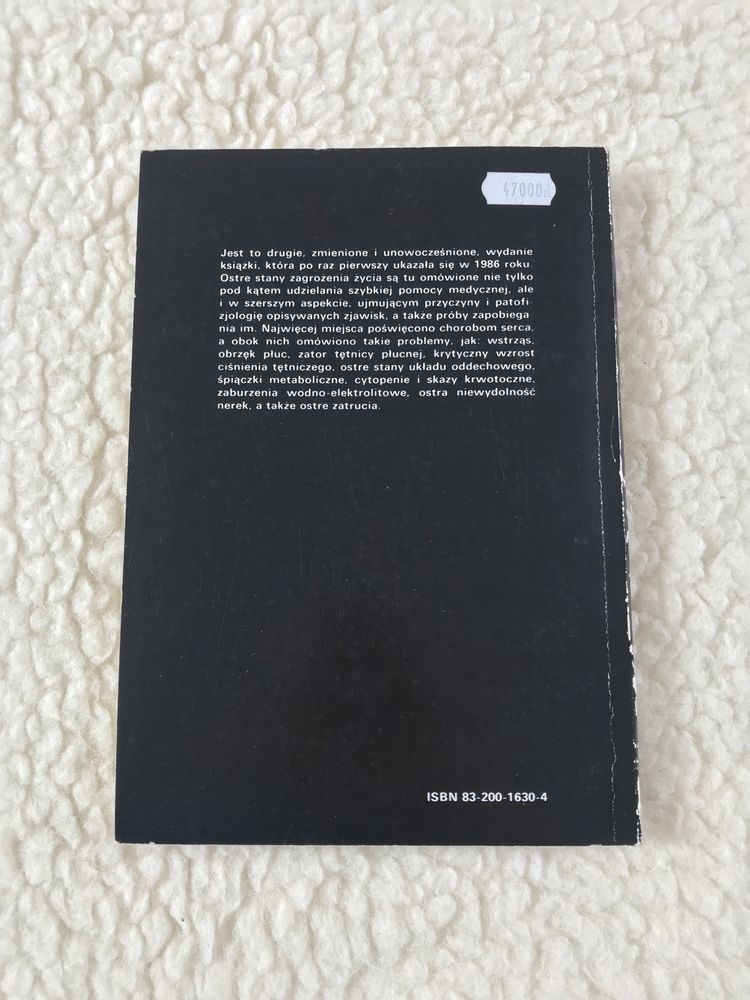 47000zł
Jest to drugie, zmienione i unowocześnione, wydanie
książki, która po raz pierwszy ukazała się w 1986 roku.
Ostre stany zagrożenia życia są tu omówione nie tylko
pod kątem udzielania szybkiej pomocy medycznej, ale
i w szerszym aspekcie, ujmującym przyczyny i patofi-
zjologię opisywanych zjawisk, a także próby zapobiega-
nia im. Najwięcej miejsca poświęcono chorobom serca,
a obok nich omówiono takie problemy, jak: wstrząs,
obrzęk płuc, zator tętnicy płucnej, krytyczny wzrost
ciśnienia tętniczego, ostre stany układu oddechowego,
śpiączki metaboliczne, cytopenie i skazy krwotoczne,
zaburzenia wodno-elektrolitowe, ostra niewydolność
nerek, a także ostre zatrucia.
ISBN 83-200-1630-4